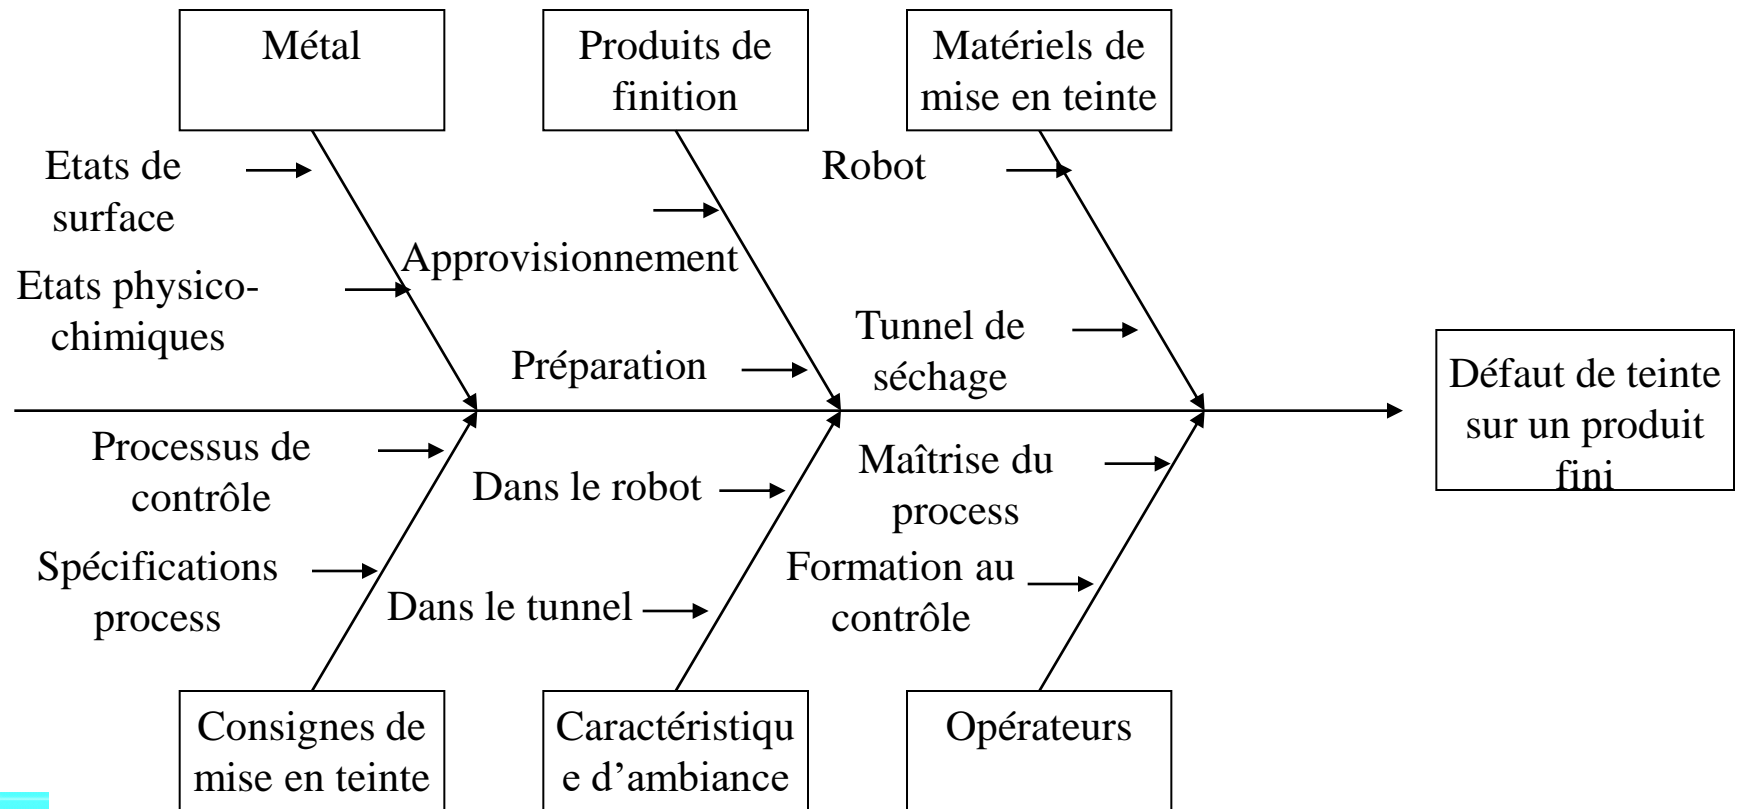 Métal
Produits de
finition
Matériels de
mise en teinte
Etats de
surface
Robot
Approvisionnement
Etats physico-
chimiques
Tunnel de
séchage
Préparation
Défaut de teinte
sur un produit
fini
Processus de
contrôle
Dans le robot
Maîtrise du
process
Spécifications
process
Dans le tunnel
Formation au
contrôle
Consignes de
mise en teinte
Caractéristiqu
e d’ambiance
Opérateurs